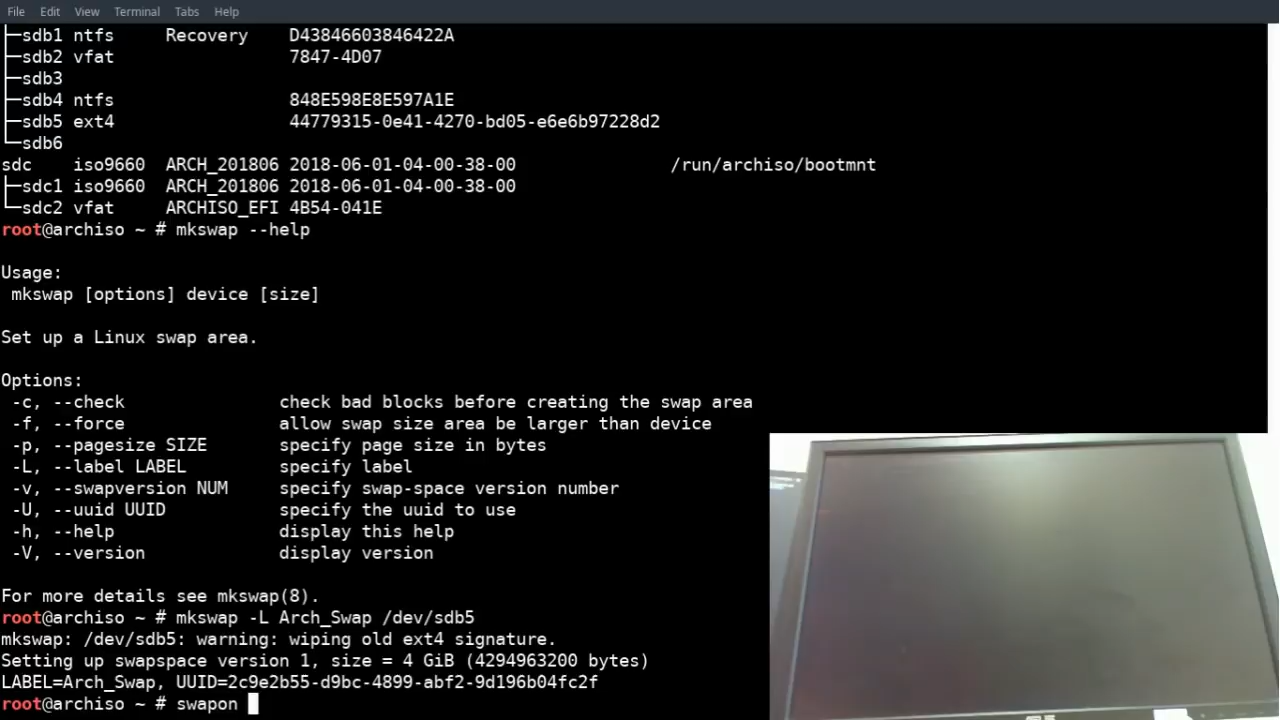 File Edit View Terminal Tabs Help
├─sdb1 ntfs Recovery D43846603846422A
├─sdb2 vfat 7847-4D07
├─sdb3
├─sdb4 ntfs 848E598E8E597A1E
├─sdb5 ext4 44779315-0e41-4270-bd05-e6e6b97228d2
└─sdb6
sdc iso9660 ARCH_201806 2018-06-01-04-00-38-00 /run/archiso/bootmnt
├─sdc1 iso9660 ARCH_201806 2018-06-01-04-00-38-00
└─sdc2 vfat ARCHISO_EFI 4B54-041E
root@archiso ~ # mkswap --help
Usage:
mkswap [options] device [size]
Set up a Linux swap area.
Options:
-c, --check check bad blocks before creating the swap area
-f, --force allow swap size area be larger than device
-p, --pagesize SIZE specify page size in bytes
-L, --label LABEL specify label
-v, --swapversion NUM specify swap-space version number
-U, --uuid UUID specify the uuid to use
-h, --help display this help
-V, --version display version
For more details see mkswap(8).
root@archiso ~ # mkswap -L Arch_Swap /dev/sdb5
mkswap: /dev/sdb5: warning: wiping old ext4 signature.
Setting up swapspace version 1, size = 4 GiB (4294963200 bytes)
LABEL=Arch_Swap, UUID=2c9e2b55-d9bc-4899-abf2-9d196b04fc2f
root@archiso ~ # swapon